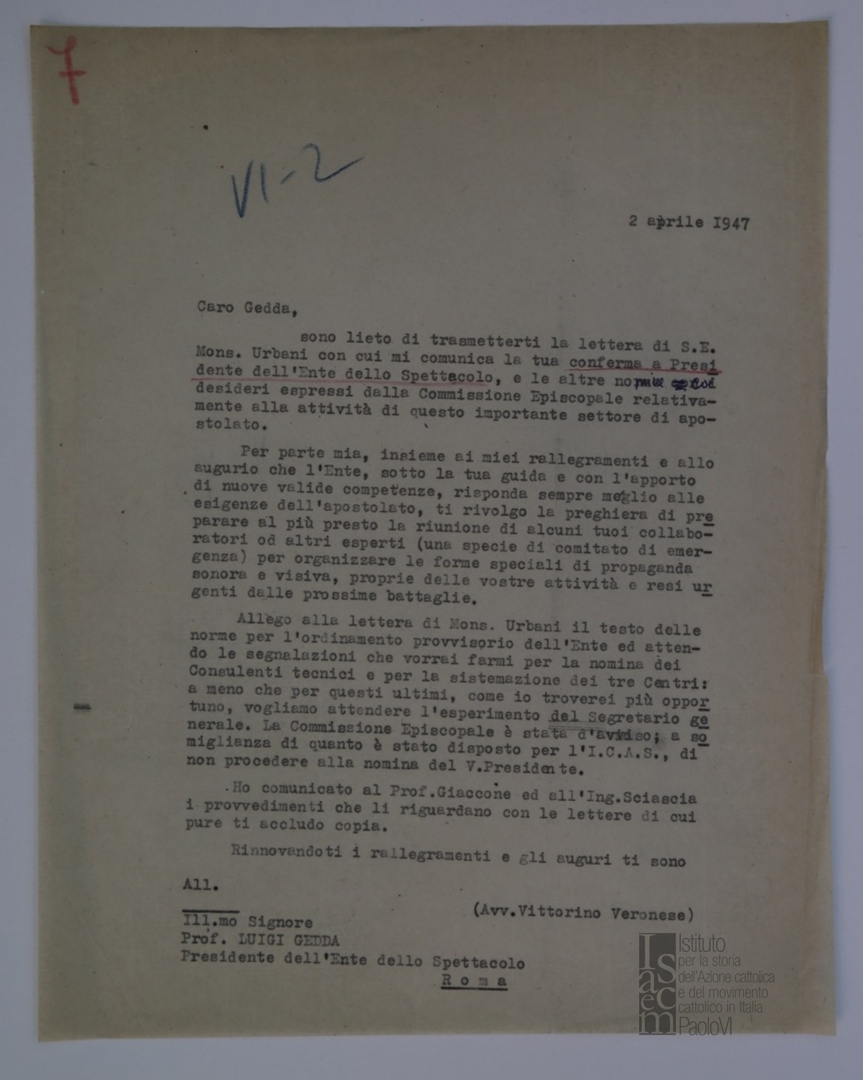 7
VI-2
2 aprile 1947
Caro Gedda,
sono lieto di trasmetterti la lettera di S.E.
Mons. Urbani con cui mi comunica la tua conferma a Presi
dente dell'Ente dello Spettacolo, e le altre nomine
desideri espressi dalla Commissione Episcopale relativa-
mente alla attività di questo importante settore di apo-
stolato.
Per parte mia, insieme ai miei rallegramenti e allo
augurio che l'Ente, sotto la tua guida e con l'apporto
di nuove valide competenze, risponda sempre meglio alle
esigenze dell'apostolato, ti rivolgo la preghiera di pre
parare al più presto la riunione di alcuni tuoi collabo-
ratori od altri esperti (una specie di comitato di emer-
genza) per organizzare le forme speciali di propaganda
sonora e visiva, proprie delle vostre attività e resi ur
genti dalle prossime battaglie.
Allego alla lettera di Mons. Urbani il testo delle
norme per l'ordinamento provvisorio dell'Ente ed atten-
do le segnalazioni che vorrai farmi per la nomina dei
Consulenti tecnici e per la sistemazione dei tre Centri:
a meno che per questi ultimi, come io troverei più oppor
tuno, vogliamo attendere l'esperimento del Segretario ge
nerale. La Commissione Episcopale è stata d'avviso; a so
miglianza di quanto è stato disposto per l'I.C.A.S., di
non procedere alla nomina del V.Presidente.
Ho comunicato al Prof.Giaccone ed all'Ing.Sciascia
i provvedimenti che li riguardano con le lettere di cui
pure ti accludo copia.
Rinnovandoti i rallegramenti e gli auguri ti sono
All.
(Avv.Vittorino Veronese)
Ill.mo Signore
Prof. LUIGI GEDDA
Presidente dell'Ente dello Spettacolo
Roma
Isacem
Istituto
per la storia
dell'Azione cattolica
e del movimento
cattolico in Italia
PaoloVI